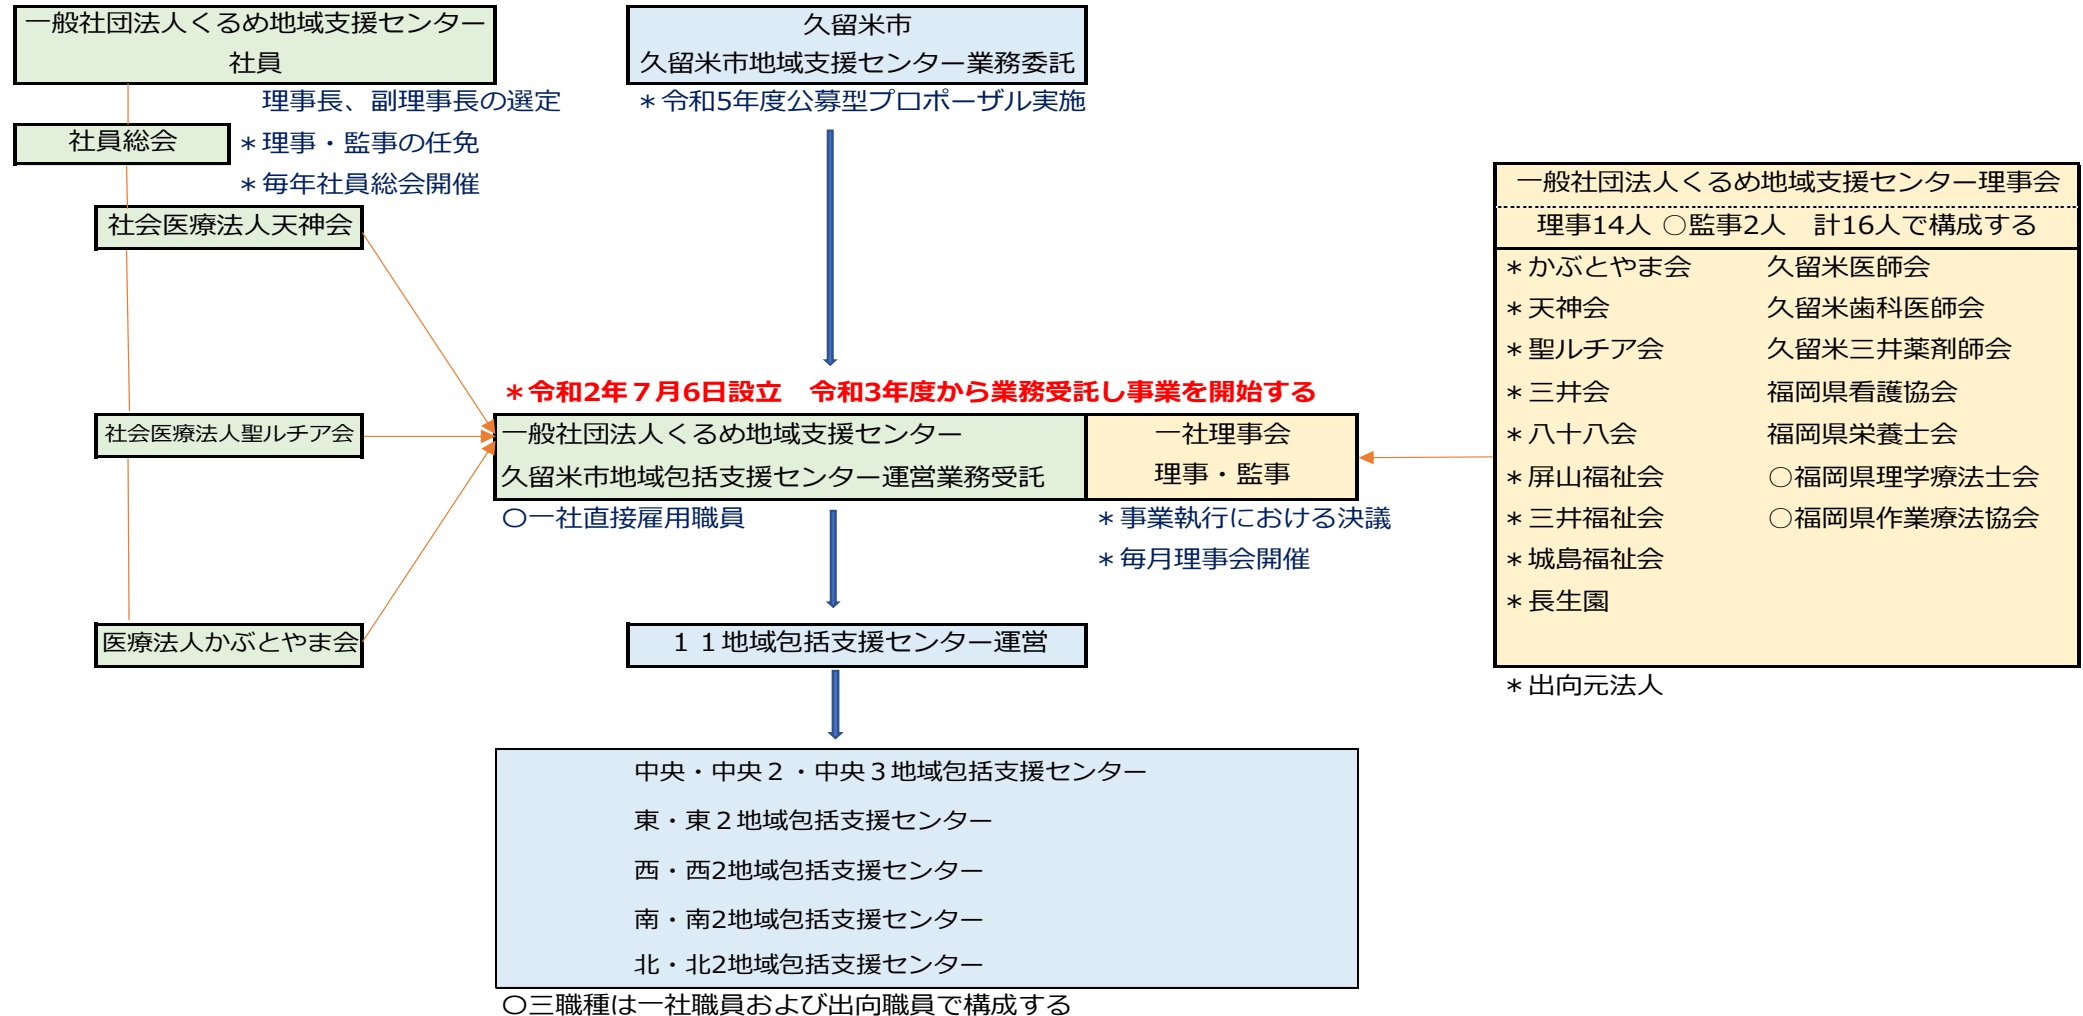 一般社団法人くるめ地域支援センター
社員
久留米市
久留米市地域支援センター業務委託
理事長、副理事長の選定
＊令和5年度公募型プロポーザル実施
社員総会
＊理事・監事の任免
＊毎年社員総会開催
社会医療法人天神会
社会医療法人聖ルチア会
医療法人かぶとやま会
＊令和2年７月6日設立　令和3年度から業務受託し事業を開始する
一般社団法人くるめ地域支援センター
久留米市地域包括支援センター運営業務受託
一社理事会
理事・監事
〇一社直接雇用職員
＊事業執行における決議
＊毎月理事会開催
１１地域包括支援センター運営
中央・中央２・中央３地域包括支援センター
東・東２地域包括支援センター
西・西2地域包括支援センター
南・南2地域包括支援センター
北・北2地域包括支援センター
〇三職種は一社職員および出向職員で構成する
一般社団法人くるめ地域支援センター理事会
理事14人 〇監事2人　計16人で構成する
＊かぶとやま会　久留米医師会
＊天神会　久留米歯科医師会
＊聖ルチア会　久留米三井薬剤師会
＊三井会　福岡県看護協会
＊八十八会　福岡県栄養士会
＊屏山福祉会　〇福岡県理学療法士会
＊三井福祉会　〇福岡県作業療法協会
＊城島福祉会
＊長生園
＊出向元法人